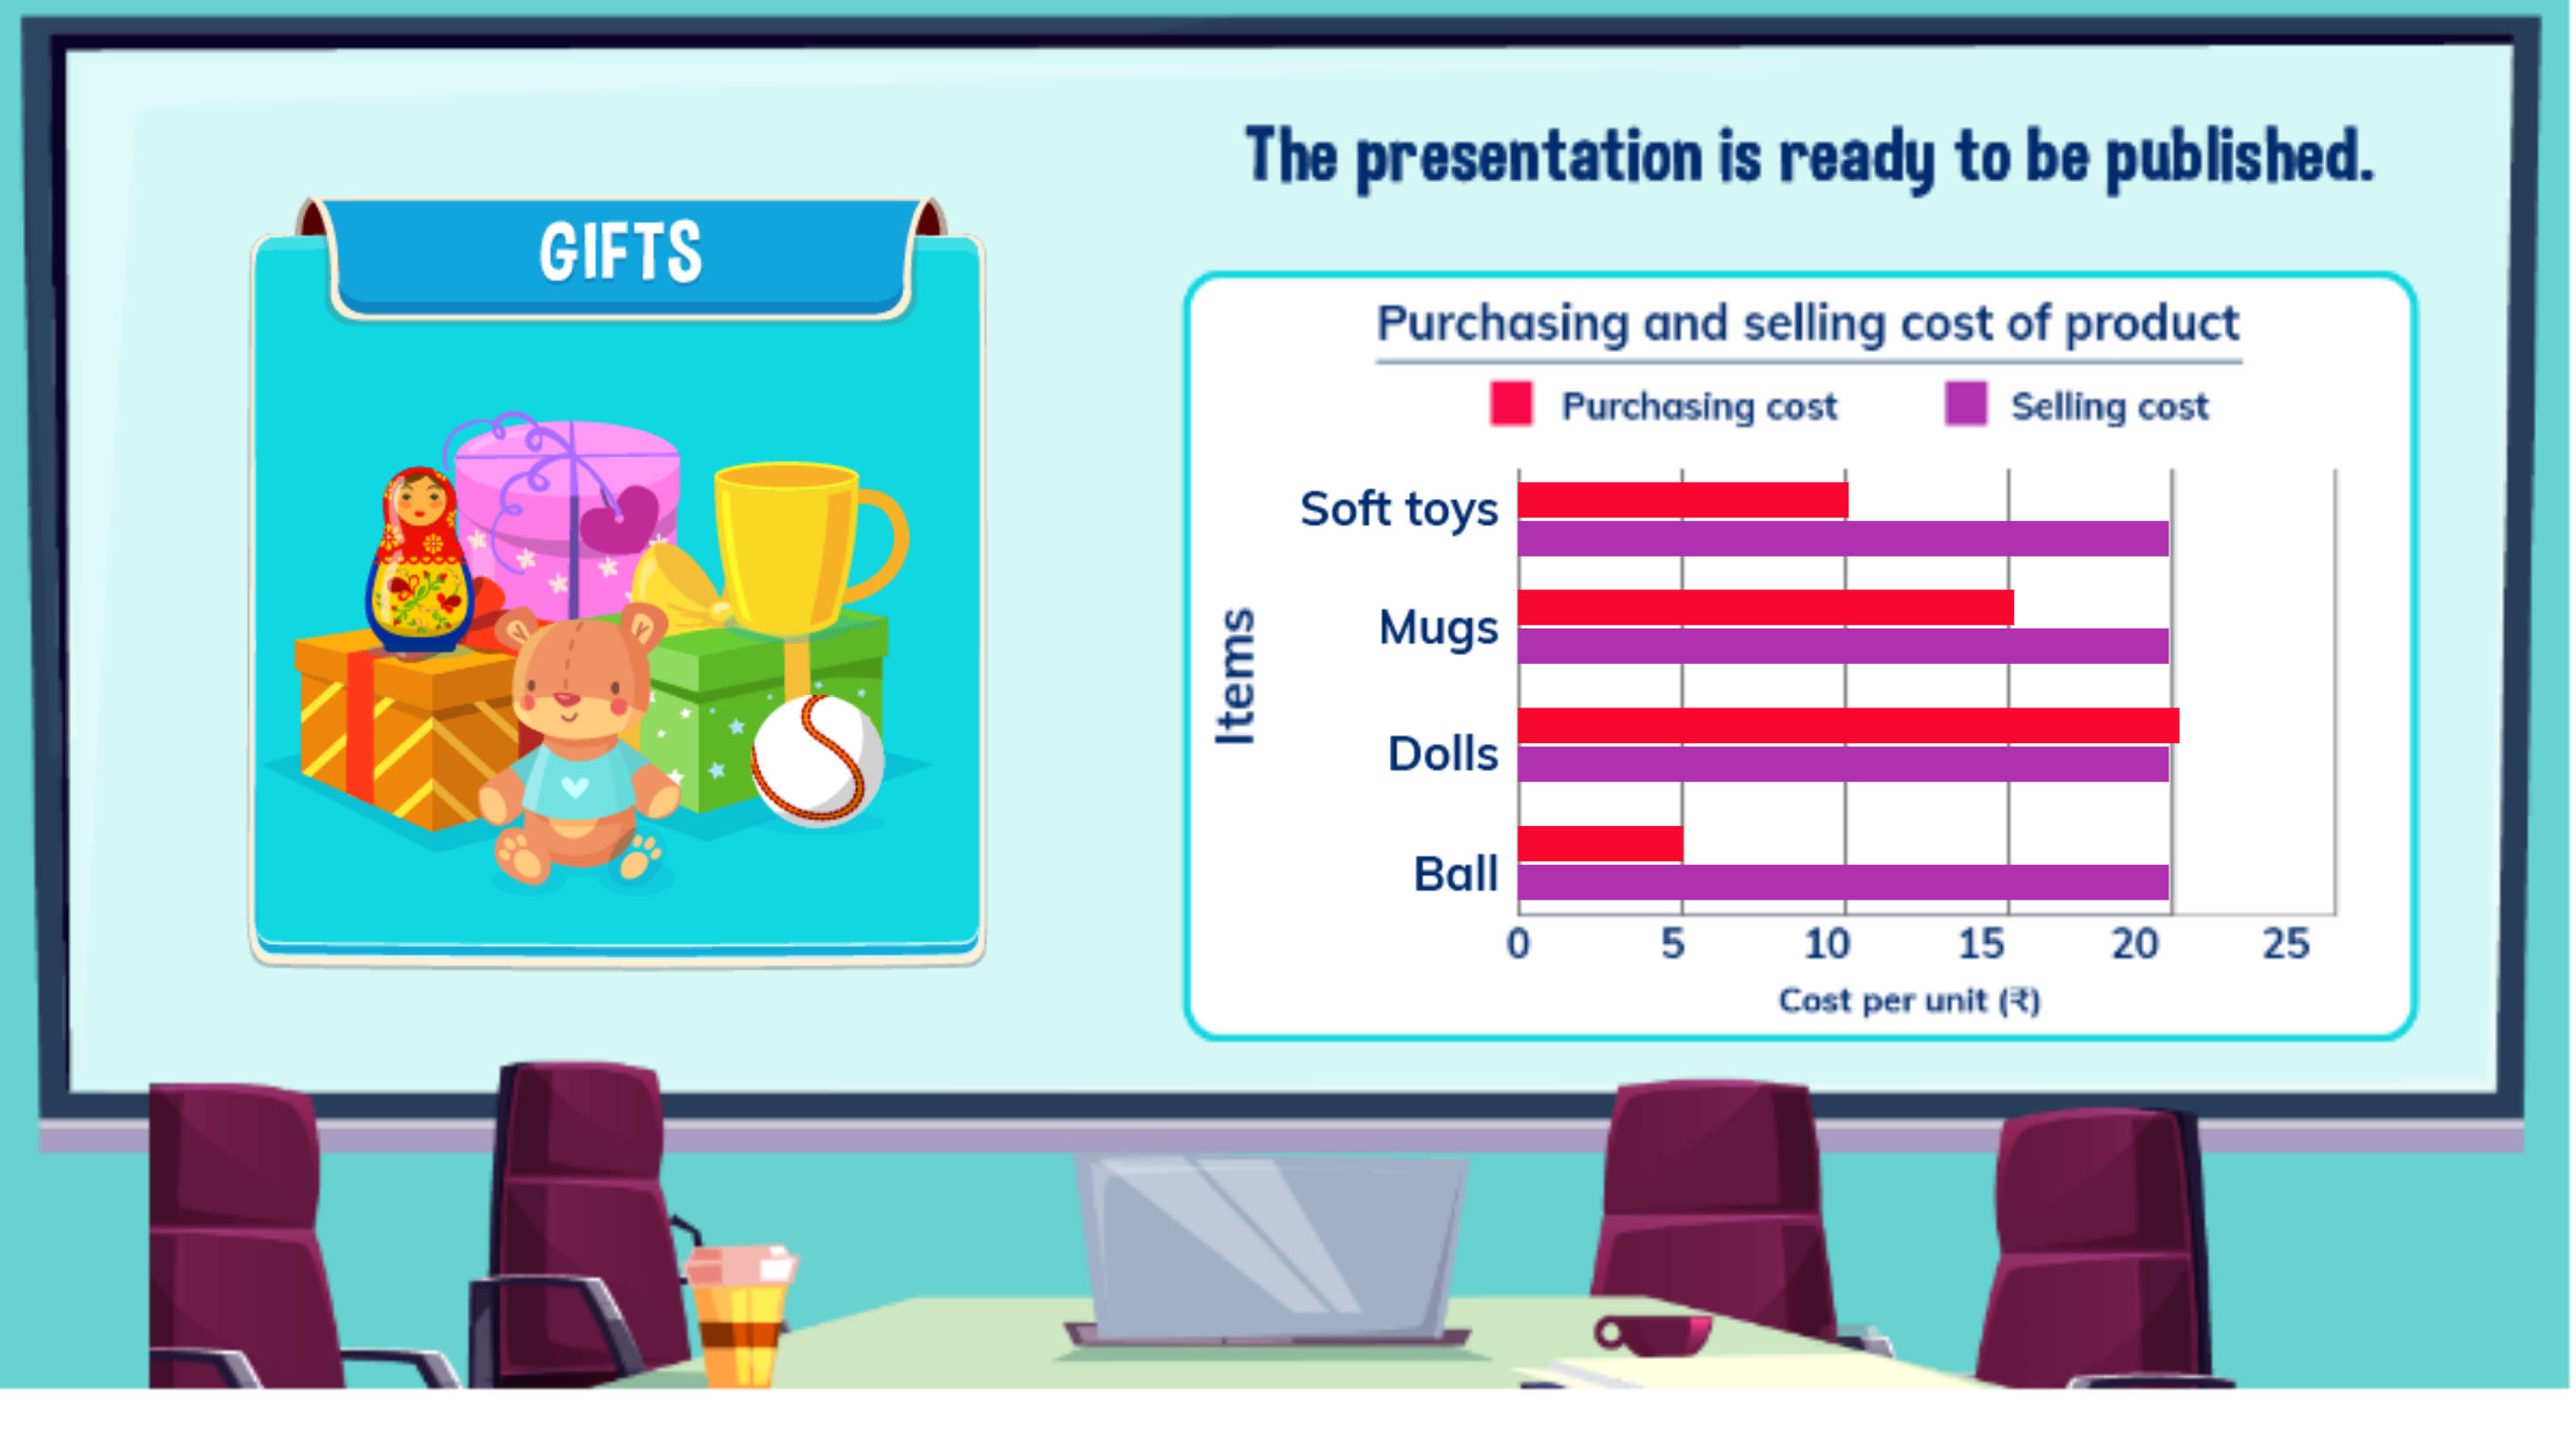 The presentation is ready to be published.
GIFTS
Purchasing and selling cost of product
Purchasing cost
Selling cost
Soft toys
Mugs
Dolls
Ball
Items
0 5 10 15 20 25
Cost per unit (₹)